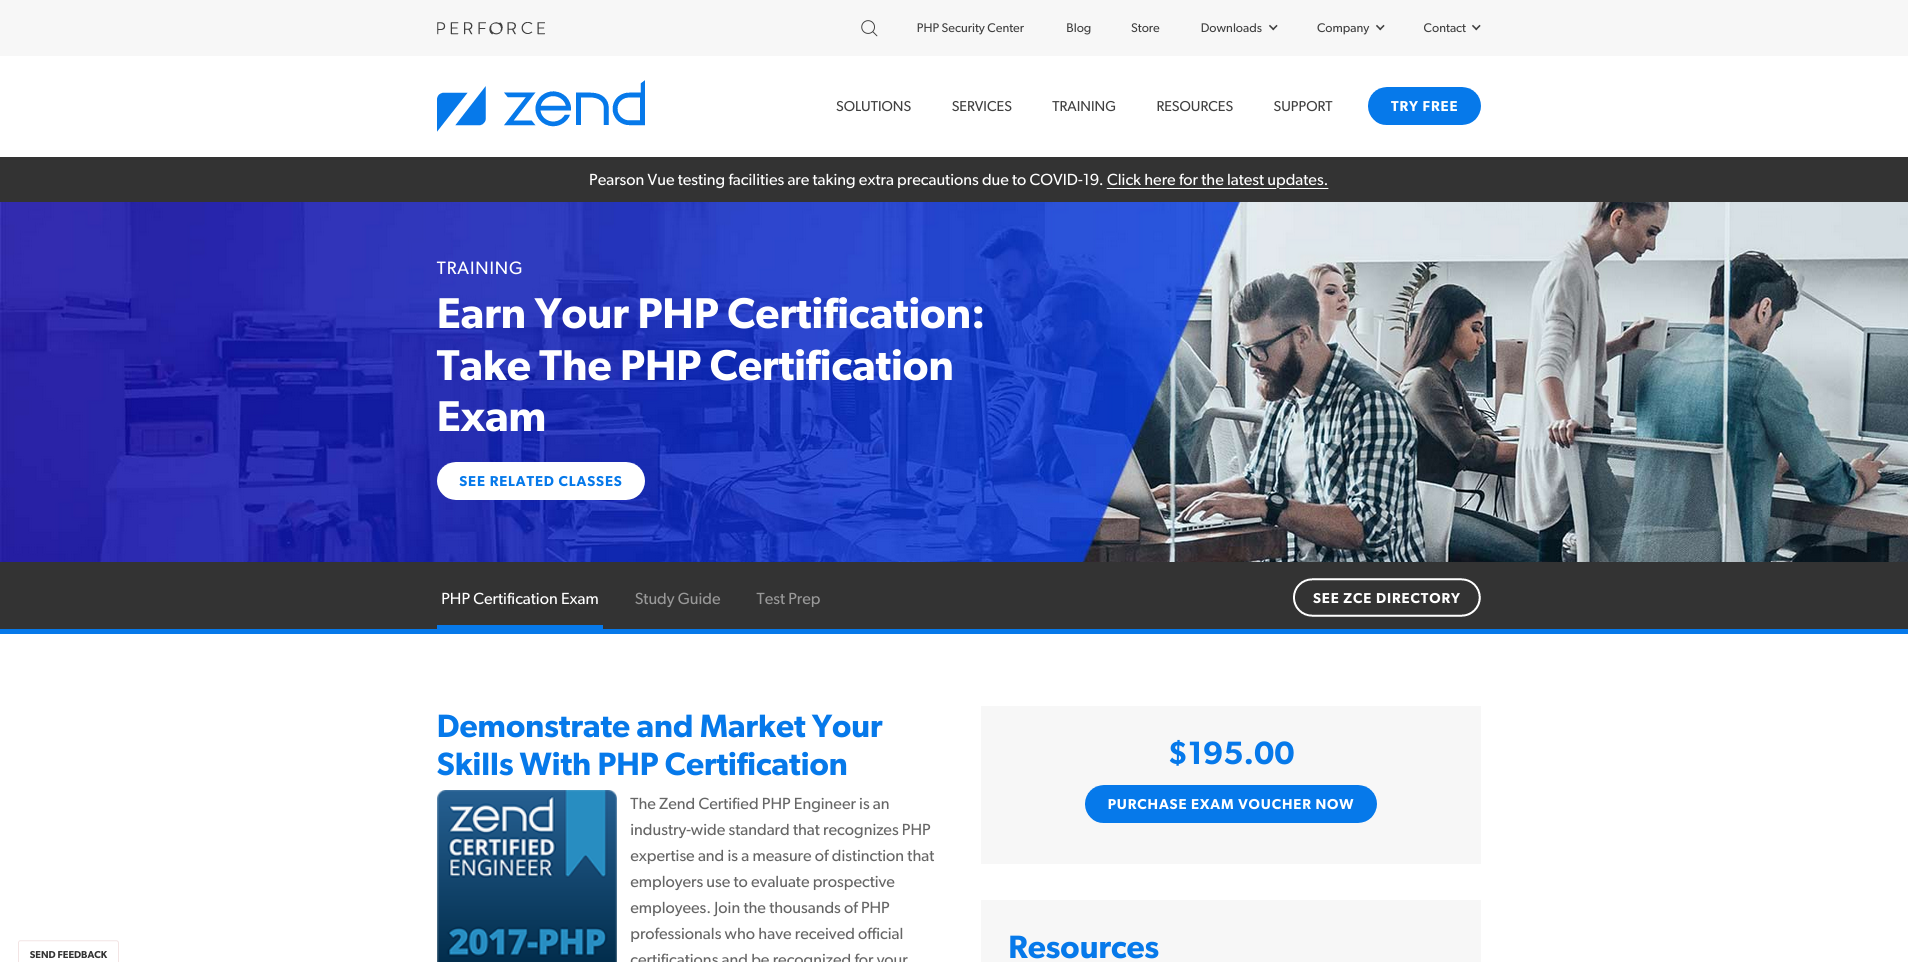 PERFORCE
PHP Security Center Blog Store Downloads Company Contact
zend
SOLUTIONS SERVICES TRAINING RESOURCES SUPPORT TRY FREE
Pearson Vue testing facilities are taking extra precautions due to COVID-19. Click here for the latest updates.
TRAINING
Earn Your PHP Certification:
Take The PHP Certification
Exam
SEE RELATED CLASSES
PHP Certification Exam Study Guide Test Prep SEE ZCE DIRECTORY
Demonstrate and Market Your
Skills With PHP Certification
zend
CERTIFIED
ENGINEER
2017-PHP
The Zend Certified PHP Engineer is an
industry-wide standard that recognizes PHP
expertise and is a measure of distinction that
employers use to evaluate prospective
employees. Join the thousands of PHP
professionals who have received official
certifications and be recognized for your
$195.00
PURCHASE EXAM VOUCHER NOW
Resources
SEND FEEDBACK